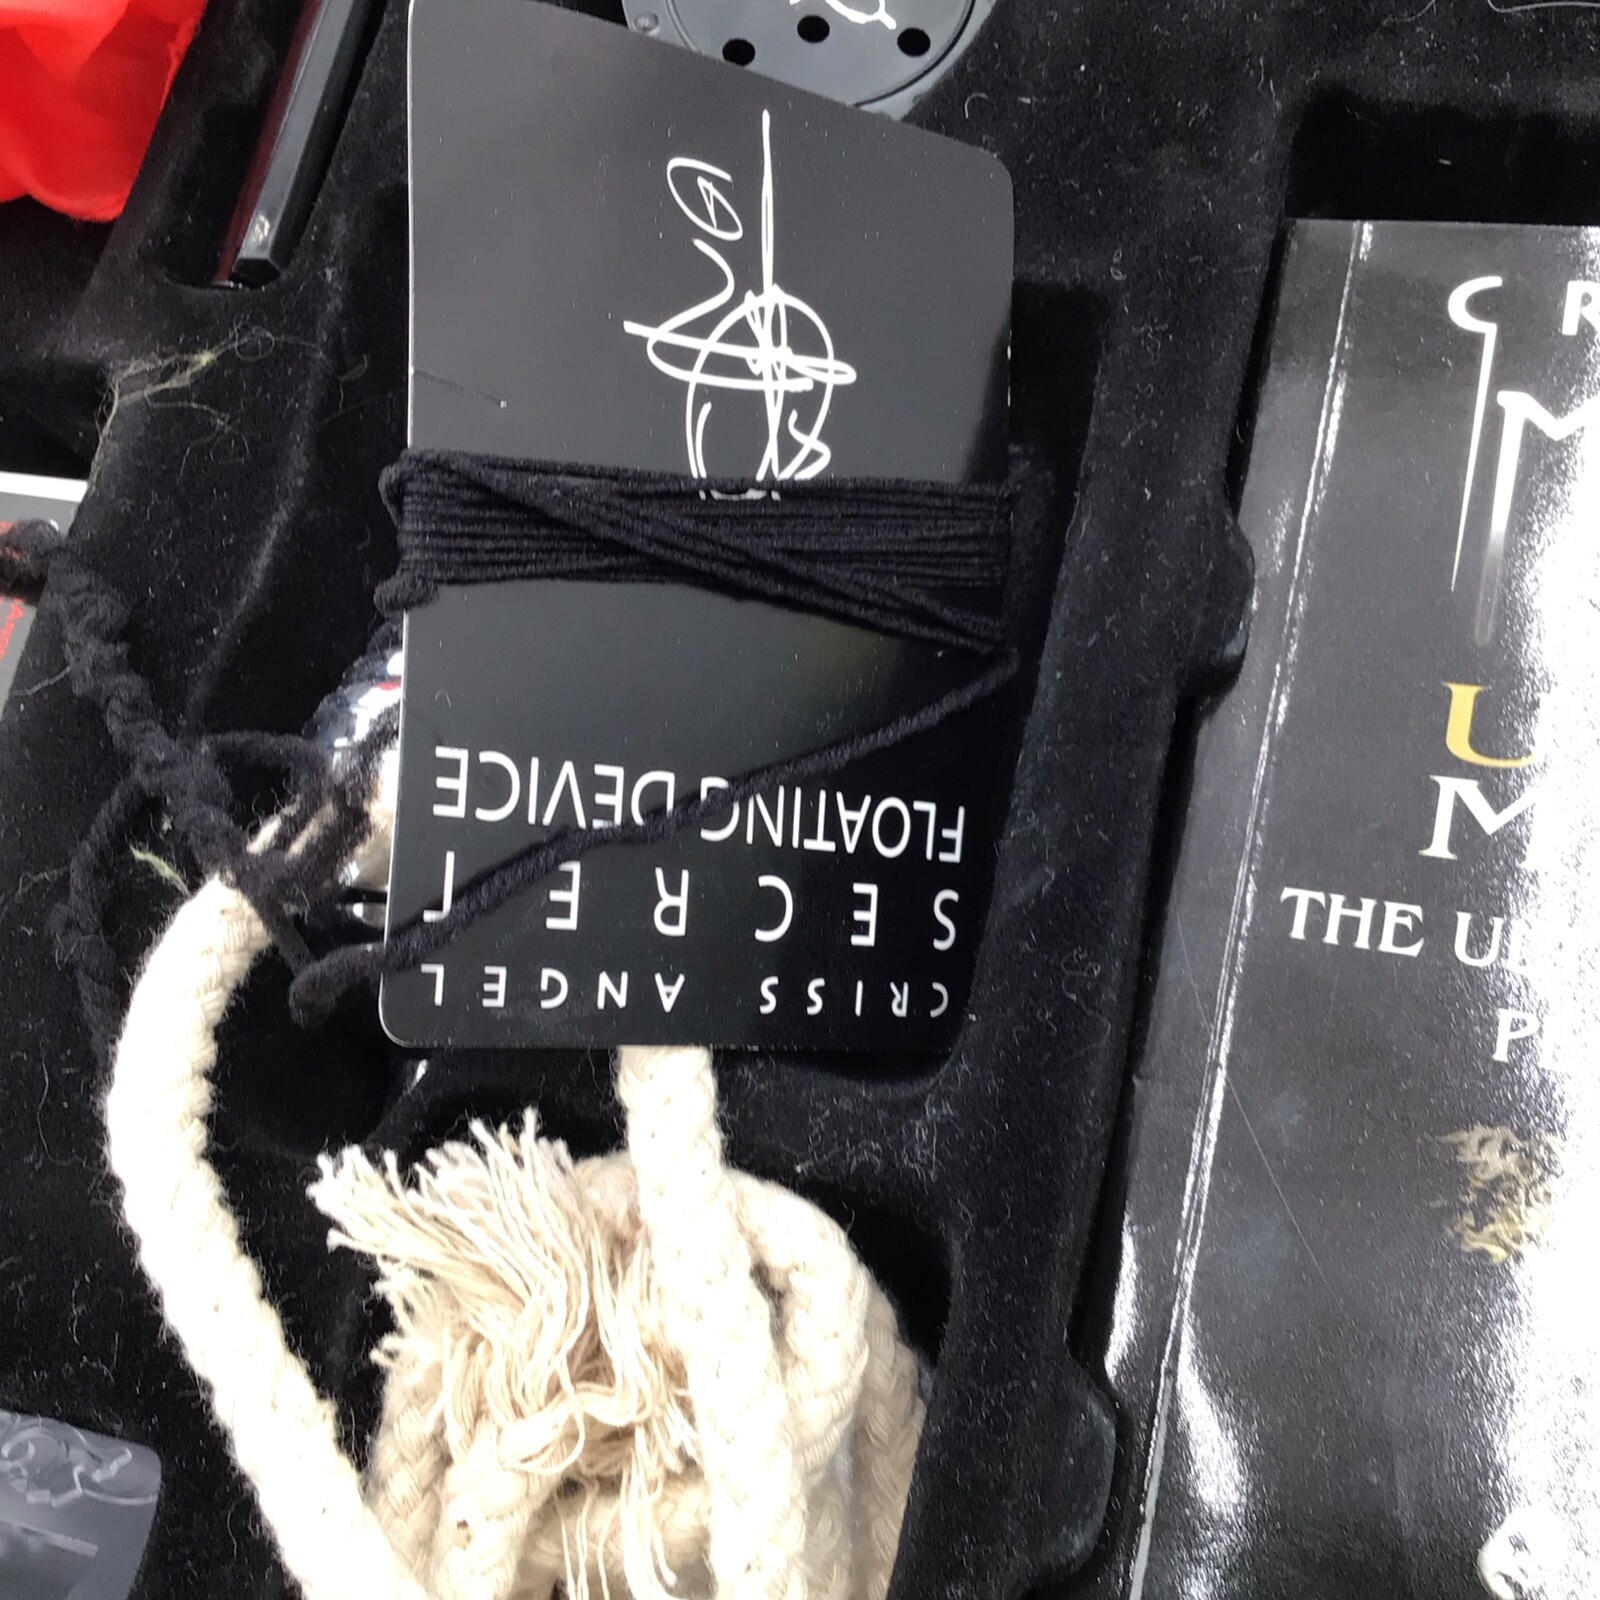 CRISS ANGEL
SECRET
FLOATING DEVICE
C R
M
U
M
THE